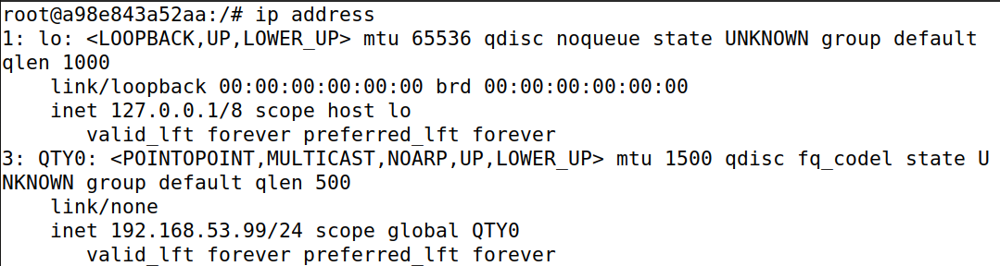 root@a98e843a52aa:/# ip address
1: lo: <LOOPBACK,UP,LOWER_UP> mtu 65536 qdisc noqueue state UNKNOWN group default
qlen 1000
    link/loopback 00:00:00:00:00:00 brd 00:00:00:00:00:00
    inet 127.0.0.1/8 scope host lo
       valid_lft forever preferred_lft forever
3: QTY0: <POINTOPOINT,MULTICAST,NOARP,UP,LOWER_UP> mtu 1500 qdisc fq_codel state U
NKNOWN group default qlen 500
    link/none
    inet 192.168.53.99/24 scope global QTY0
       valid_lft forever preferred_lft forever